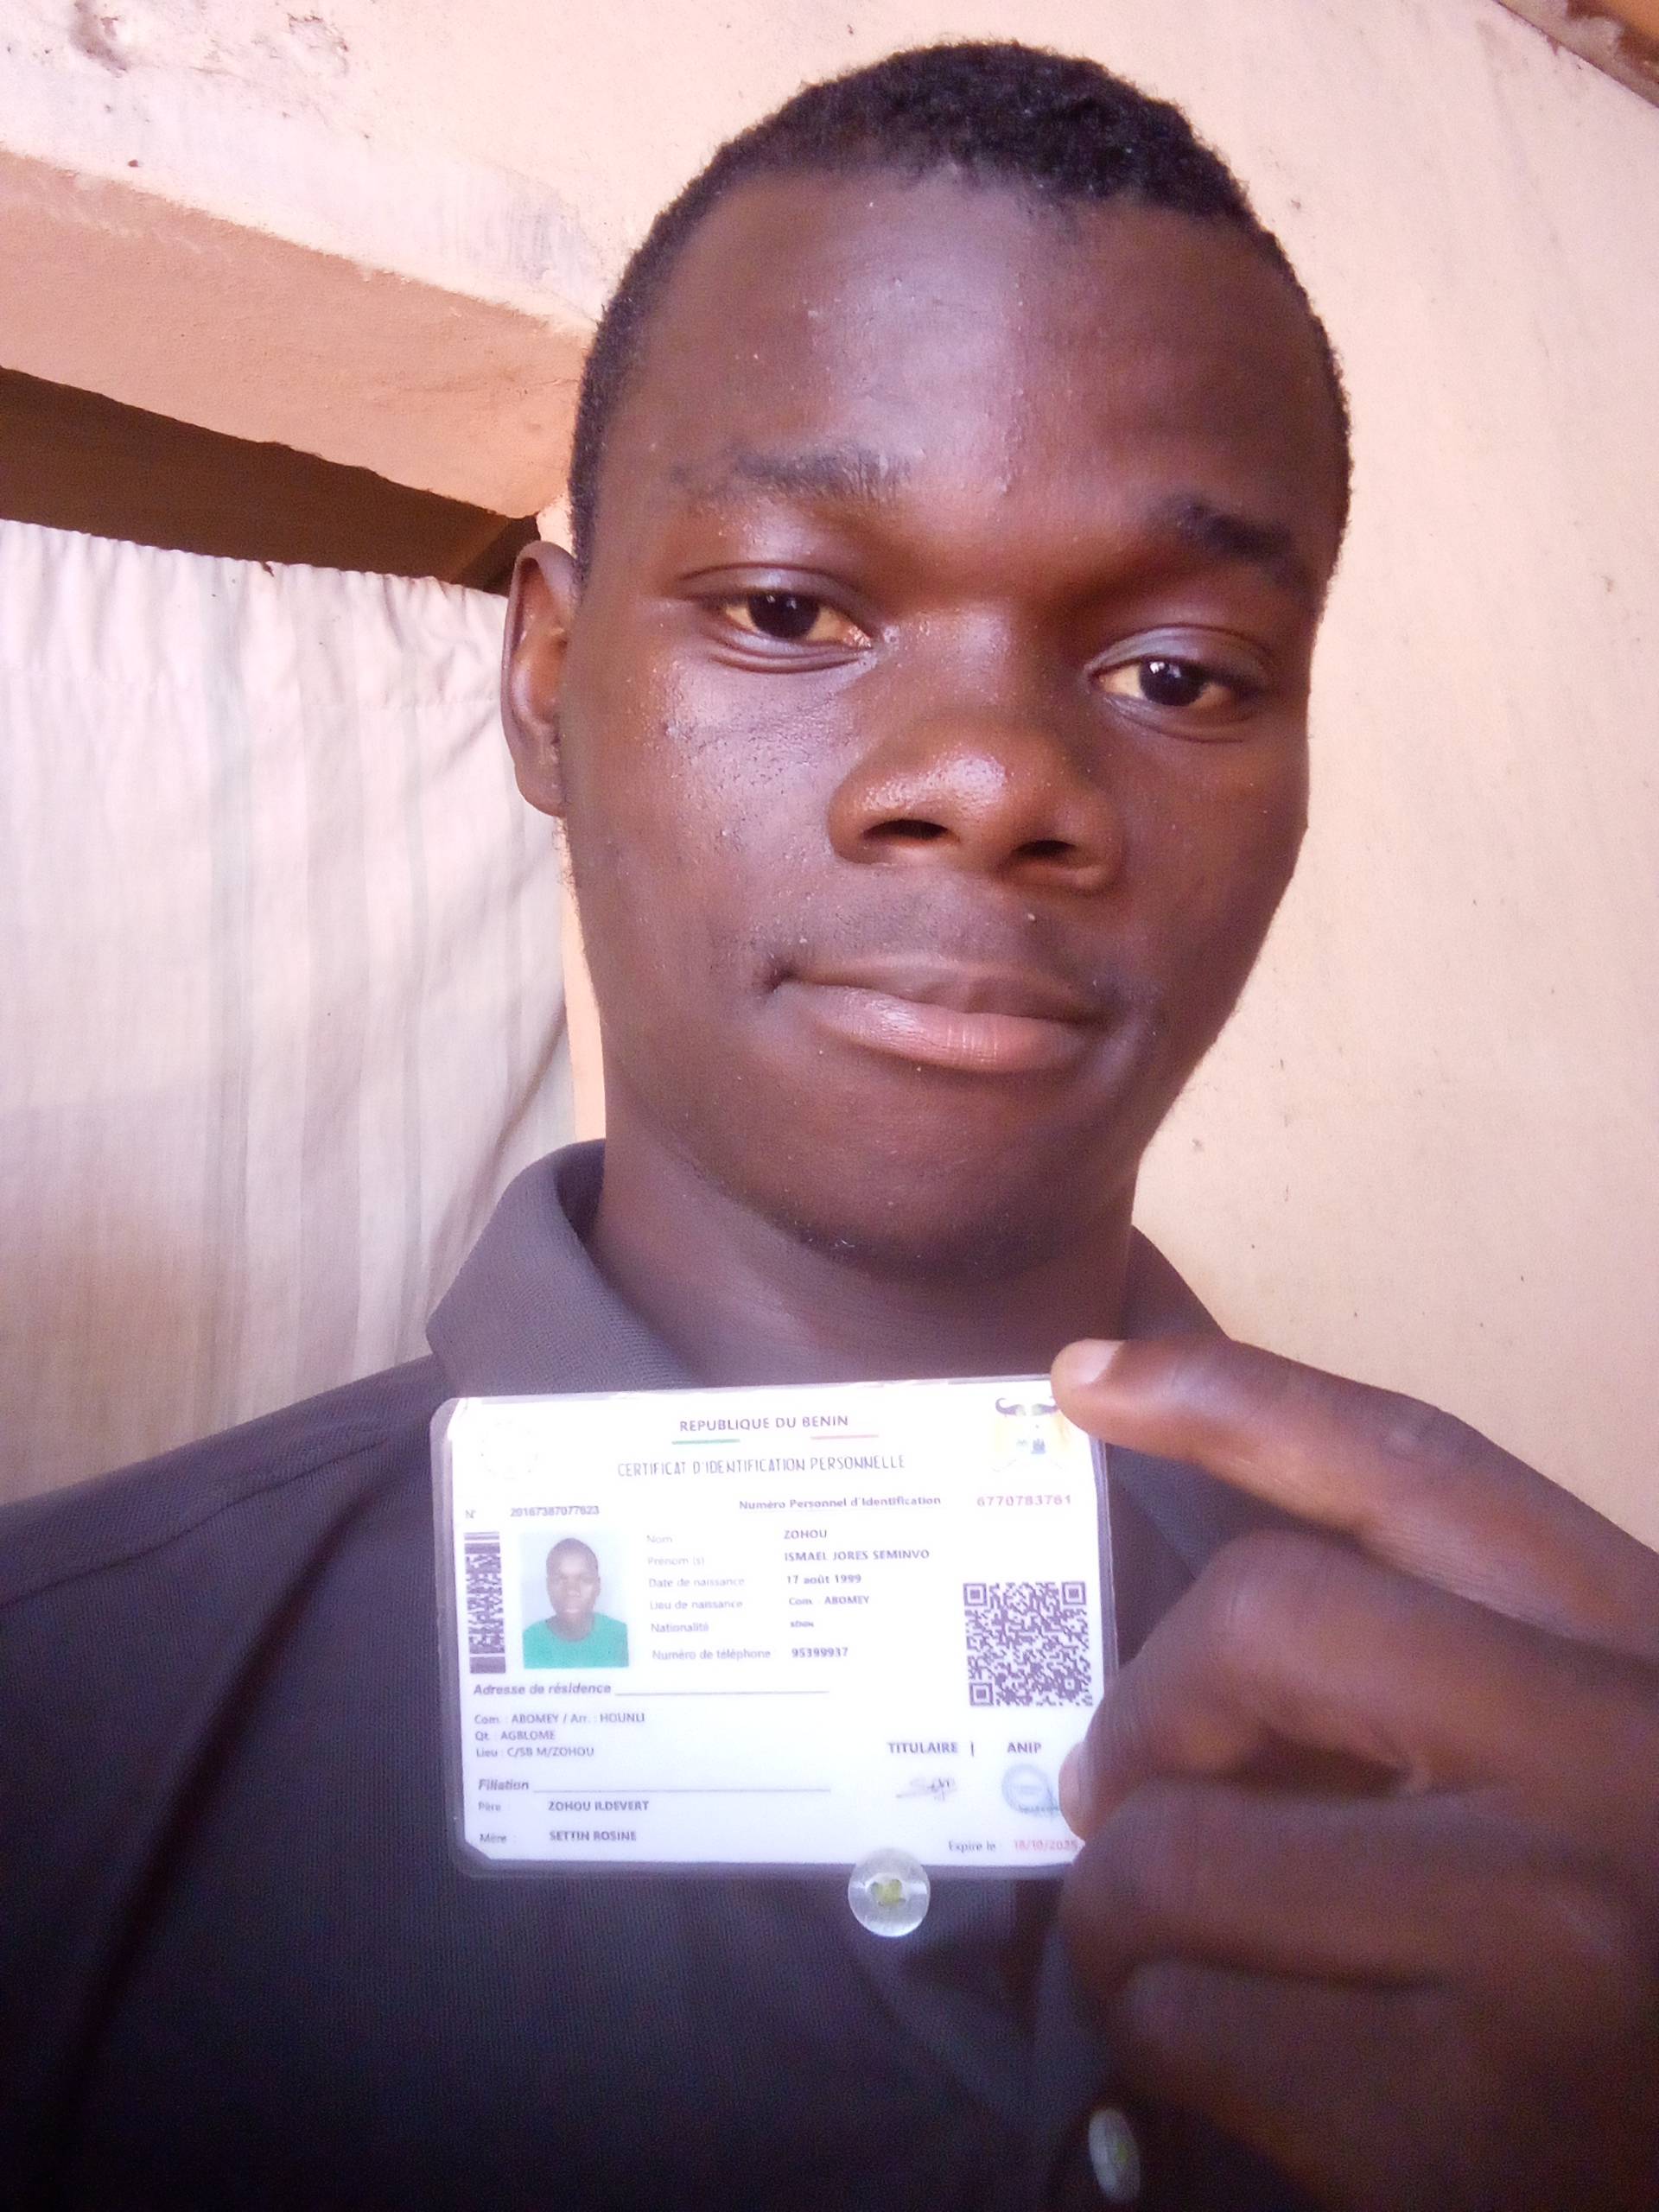 REPUBLIQUE DU BENIN
CERTIFICAT D'IDENTIFICATION PERSONNELLE
N° 20167387077623 Numéro Personnel d'Identification 6770783761
Nom ZOHOU
Prénom (s) ISMAEL JORES SEMINVO
Date de naissance 17 août 1999
Lieu de naissance Com : ABOMEY
Nationalité
Numéro de téléphone 95399937
Adresse de résidence
Com : ABOMEY / Arr. : HOUNLI
Qt : AGBLOME
Lieu : C/SB M/ZOHOU
TITULAIRE | ANIP
Filiation
Père : ZOHOU ILDEVERT
Mère : SETTIN ROSINE
Expire le 18/10/2025